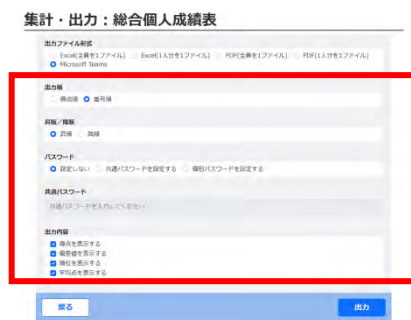 集計・出力：総合個人成績表
出力ファイル形式
Excel(全員を1ファイル) Excel(1人分を1ファイル) PDF(全員を1ファイル) PDF(1人分を1ファイル)
Microsoft Teams
出力順
得点順 番号順
昇順／降順
昇順 降順
パスワード
設定しない 共通パスワードを設定する 個別パスワードを設定する
共通パスワード
共通パスワードを入力してください
出力内容
得点を表示する
偏差値を表示する
順位を表示する
平均点を表示する
戻る 出力